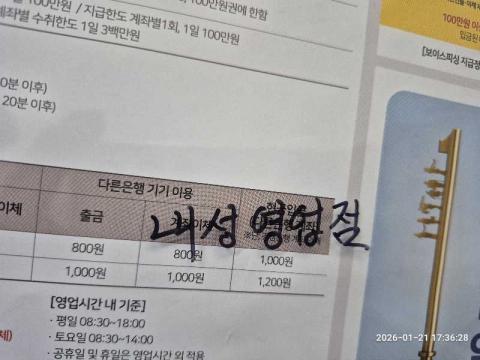 100만원 / 지급한도 계좌별1회, 1일 100만원
계좌별 수취한도 1일 3백만원
100만원권에 한함
0분 이후)
20분 이후)
다른은행 기기 이용
이체
출금
내성영업점
800원
800원
1,000원
1,000원
1,000원
1,200원
[영업시간 내 기준]
· 평일 08:30~18:00
· 토요일 08:30~14:00
· 공휴일 및 휴일은 영업시간 외 적용
100만원 이
입금된
[보이스피싱 지급정
2026-01-21 17:36:28